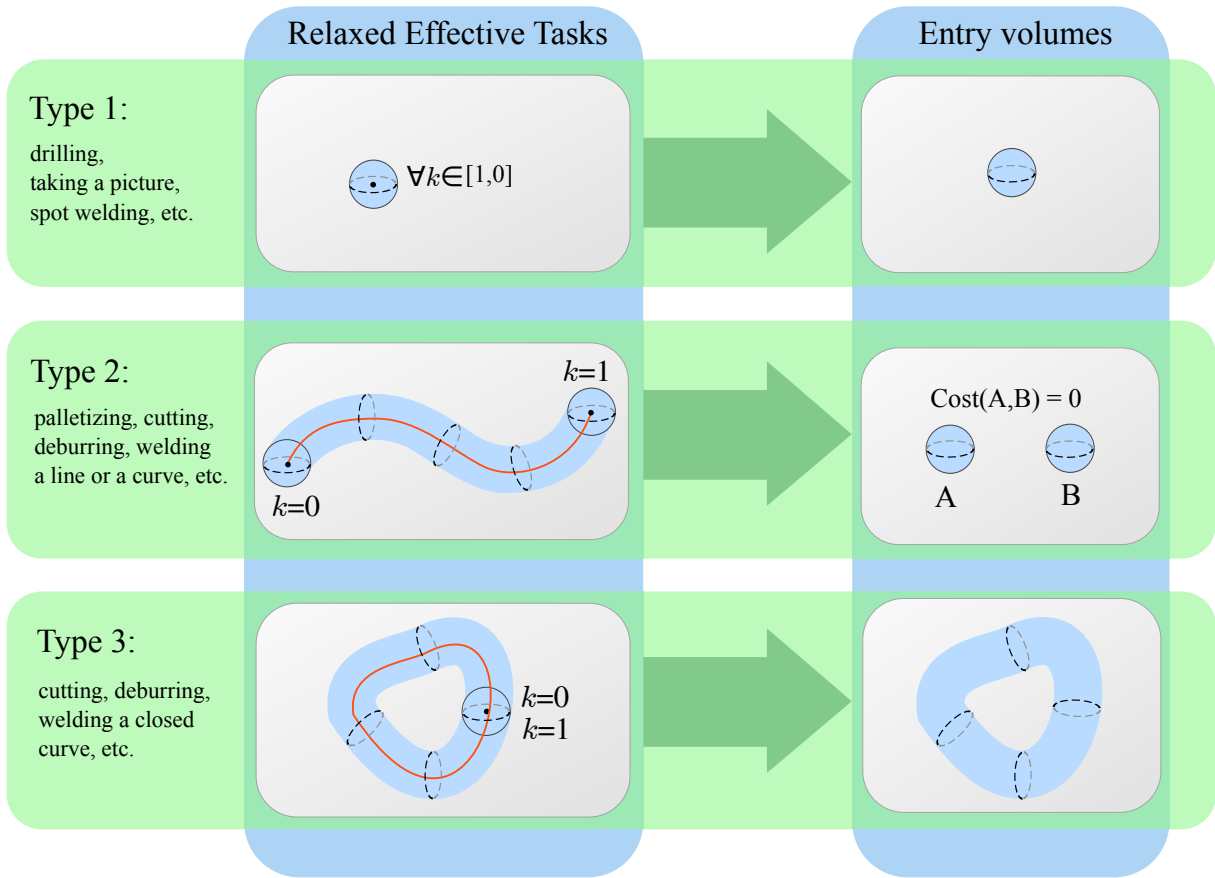 Relaxed Effective Tasks
Entry volumes
Type 1:
drilling,
taking a picture,
spot welding, etc.
∀k∈[1,0]
Type 2:
palletizing, cutting,
deburring, welding
a line or a curve, etc.
k=0
k=1
Cost(A,B) = 0
A
B
Type 3:
cutting, deburring,
welding a closed
curve, etc.
k=0
k=1